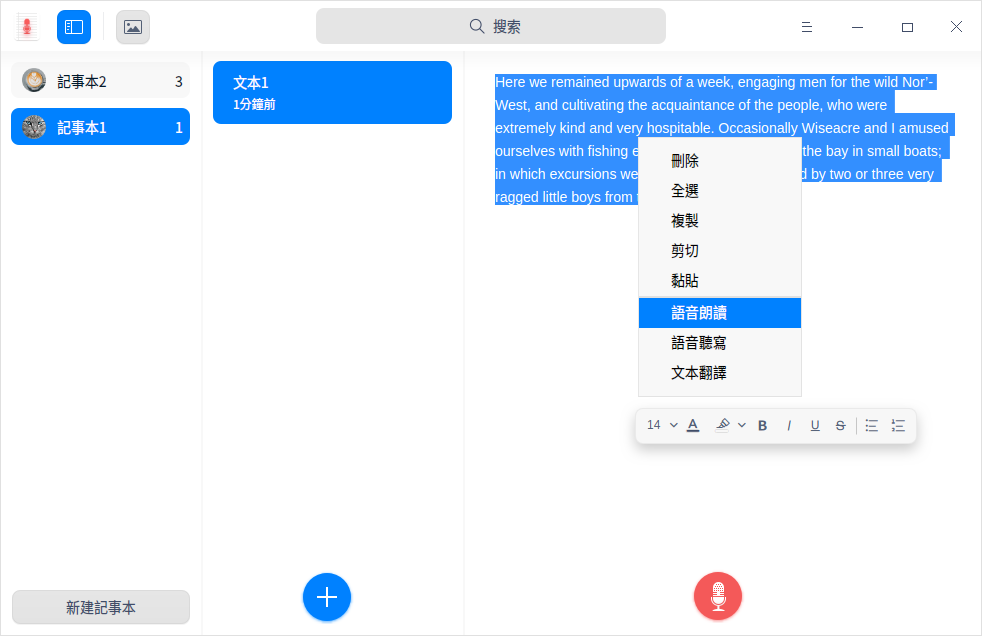 搜索
記事本2 3
記事本1 1
新建記事本
文本1
1分鐘前
Here we remained upwards of a week, engaging men for the wild Nor’-
West, and cultivating the acquaintance of the people, who were
extremely kind and very hospitable. Occasionally Wiseacre and I amused
ourselves with fishing the bay in small boats;
in which excursions we by two or three very
ragged little boys from
刪除
全選
複製
剪切
黏貼
語音朗讀
語音聽寫
文本翻譯
14 A B I U S